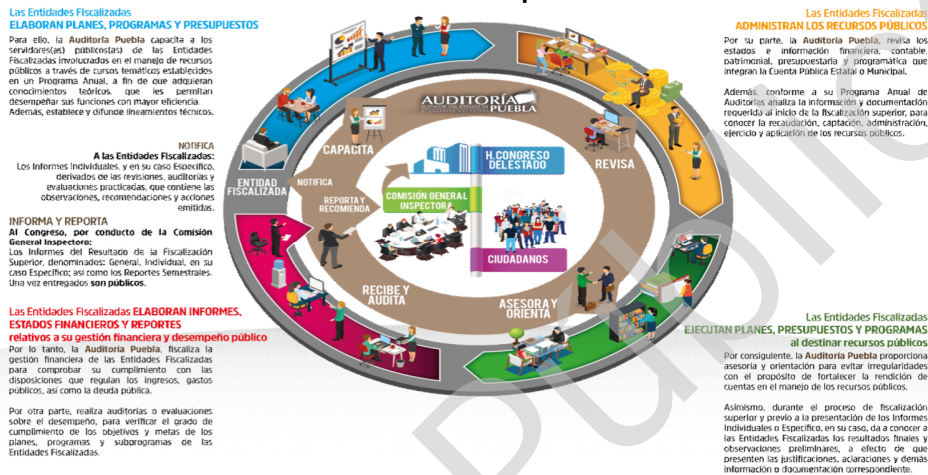 Las Entidades Fiscalizadas
ELABORAN PLANES, PROGRAMAS Y PRESUPUESTOS
Para ello, la Auditoría Puebla capacita a los
servidores(as) públicos(as) de las Entidades
Fiscalizadas involucrados en el manejo de recursos
públicos a través de cursos temáticos establecidos
en un Programa Anual, a fin de que adquieran
conocimientos teóricos, que les permitan
desempeñar sus funciones con mayor eficiencia.
Además, establece y difunde lineamientos técnicos.
NOTIFICA
A las Entidades Fiscalizadas:
Los Informes Individuales, y en su caso Específico,
derivados de las revisiones, auditorías y
evaluaciones practicadas, que contiene las
observaciones, recomendaciones y acciones
emitidas.
INFORMA Y REPORTA
Al Congreso, por conducto de la Comisión
General Inspectora:
Los Informes del Resultado de la Fiscalización
Superior, denominados: General, Individual, en su
caso Específico; así como los Reportes Semestrales.
Una vez entregados son públicos.
Las Entidades Fiscalizadas ELABORAN INFORMES,
ESTADOS FINANCIEROS Y REPORTES
relativos a su gestión financiera y desempeño público
Por lo tanto, la Auditoría Puebla, fiscaliza la
gestión financiera de las Entidades Fiscalizadas
para comprobar su cumplimiento con las
disposiciones que regulan los ingresos, gastos
públicos, así como la deuda pública.
Por otra parte, realiza auditorías o evaluaciones
sobre el desempeño, para verificar el grado de
cumplimiento de los objetivos y metas de los
planes, programas y subprogramas de las
Entidades Fiscalizadas.
AUDITORÍA
PUEBLA
CAPACITA
REVISA
H. CONGRESO
DEL ESTADO
ENTIDAD
FISCALIZADA
NOTIFICA
COMISIÓN GENERAL
INSPECTORA
REPORTA Y
RECOMIENDA
CIUDADANOS
RECIBE Y
AUDITA
ASESORA Y
ORIENTA
Las Entidades Fiscalizadas
ADMINISTRAN LOS RECURSOS PÚBLICOS
Por su parte, la Auditoría Puebla, revisa los
estados e información financiera, contable,
patrimonial, presupuestaria y programática que
integran la Cuenta Pública Estatal o Municipal.
Además, conforme a su Programa Anual de
Auditorías analiza la información y documentación
requerida al inicio de la fiscalización superior, para
conocer la recaudación, captación, administración,
ejercicio y aplicación de los recursos públicos.
Las Entidades Fiscalizadas
EJECUTAN PLANES, PRESUPUESTOS Y PROGRAMAS
al destinar recursos públicos
Por consiguiente, la Auditoría Puebla proporciona
asesoría y orientación para evitar irregularidades
con el propósito de fortalecer la rendición de
cuentas en el manejo de los recursos públicos.
Asimismo, durante el proceso de fiscalización
superior y previo a la presentación de los Informes
Individuales o Específico, en su caso, da a conocer a
las Entidades Fiscalizadas los resultados finales y
observaciones preliminares, a efecto de que
presenten las justificaciones, aclaraciones y demás
información o documentación correspondiente.